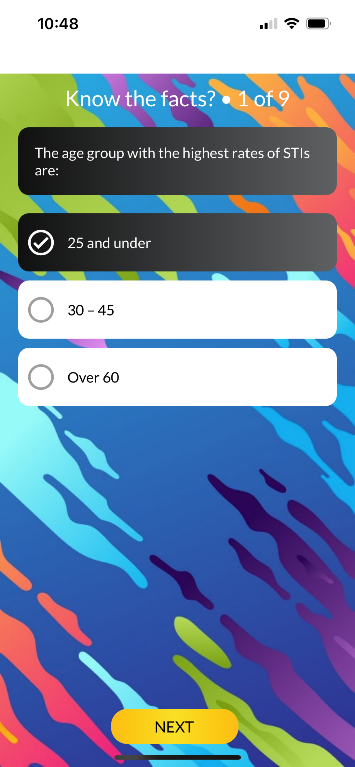 10:48
Know the facts? • 1 of 9
The age group with the highest rates of STIs
are:
25 and under
30 – 45
Over 60
NEXT